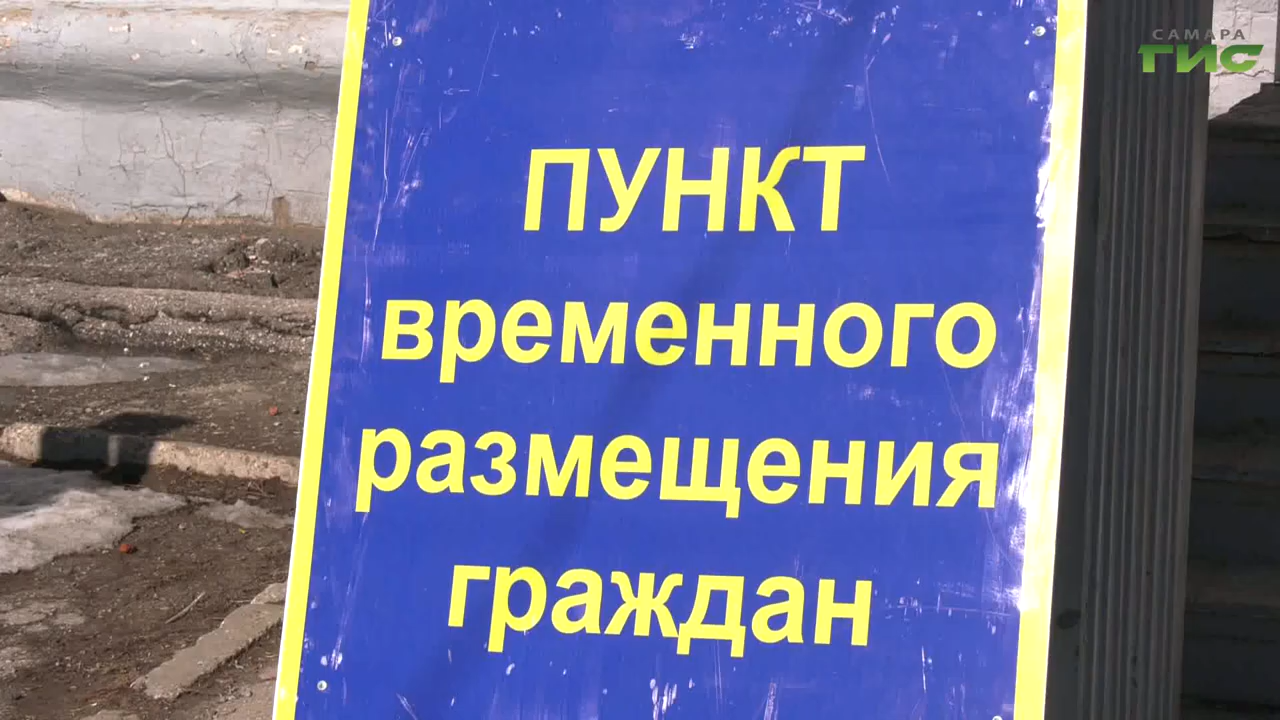 САМАРА
ГИС
ПУНКТ
временного
размещения
граждан